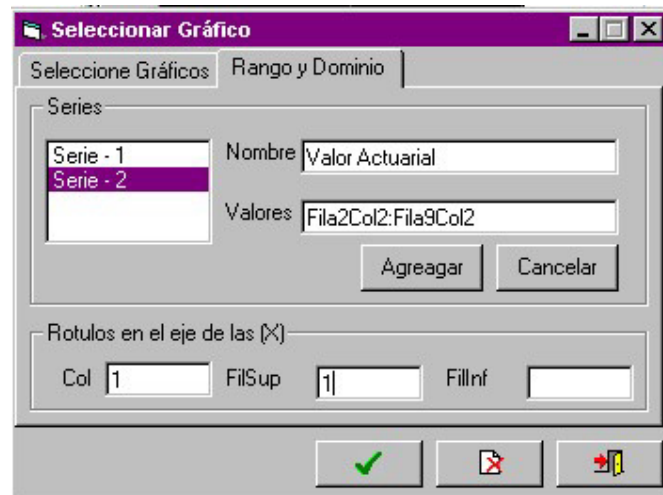 Seleccionar Gráfico
Seleccione Gráficos Rango y Dominio
Series
Serie - 1
Serie - 2
Nombre Valor Actuarial
Valores Fila2Col2:Fila9Col2
Agreagar Cancelar
Rotulos en el eje de las (X)
Col 1 FilSup 1 FilInf